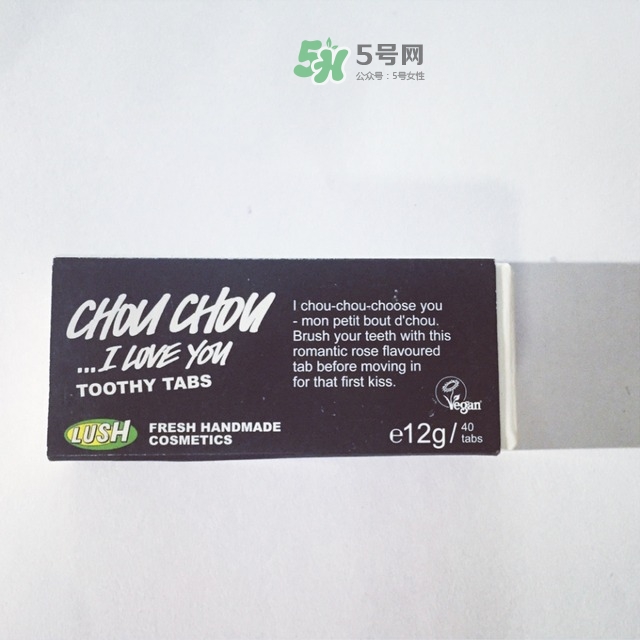 5H 5号网
公众号：5号女性
CHOU CHOU
...I LOVE YOU
TOOTHY TABS
LUSH
FRESH HANDMADE
COSMETICS
I chou-chou-choose you
- mon petit bout d'chou.
Brush your teeth with this
romantic rose flavoured
tab before moving in
for that first kiss.
Vegan
e12g/ 40
tabs